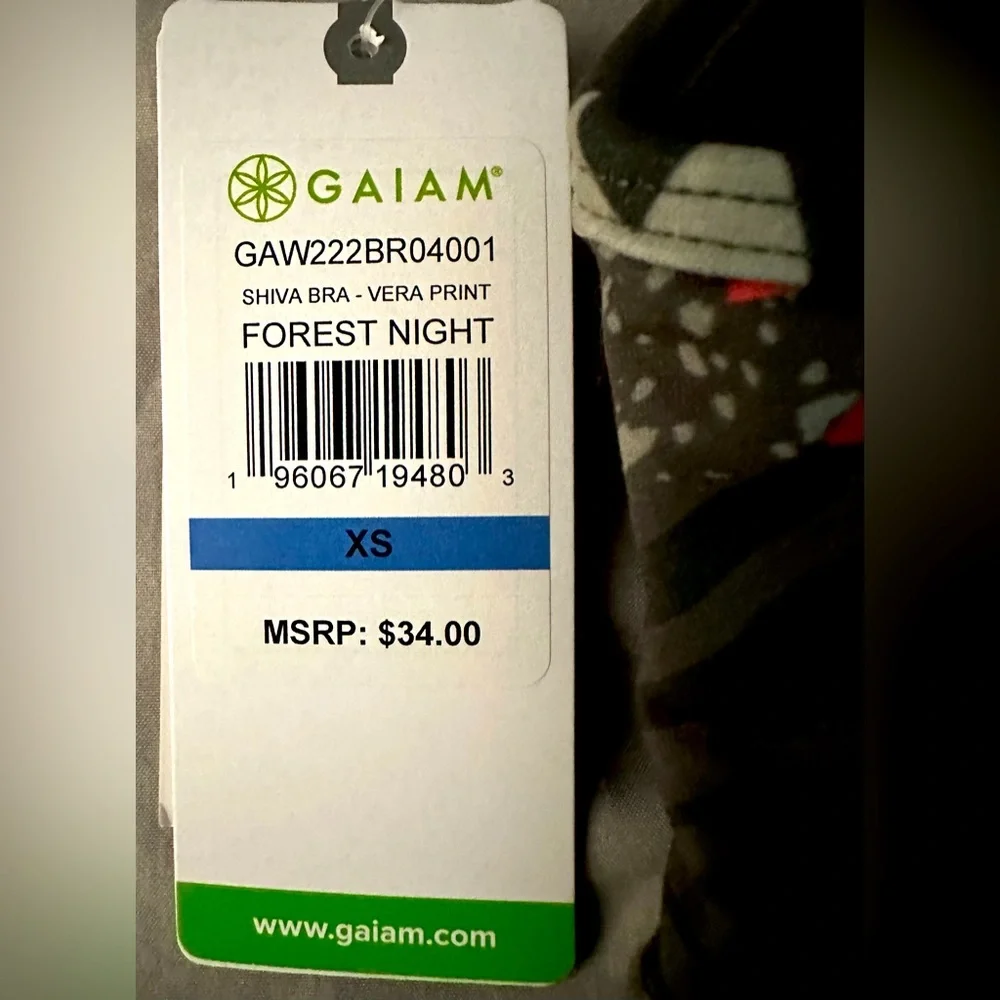 GAIAM®
GAW222BR04001
SHIVA BRA - VERA PRINT
FOREST NIGHT
1 96067 19480 3
XS
MSRP: $34.00
www.gaiam.com